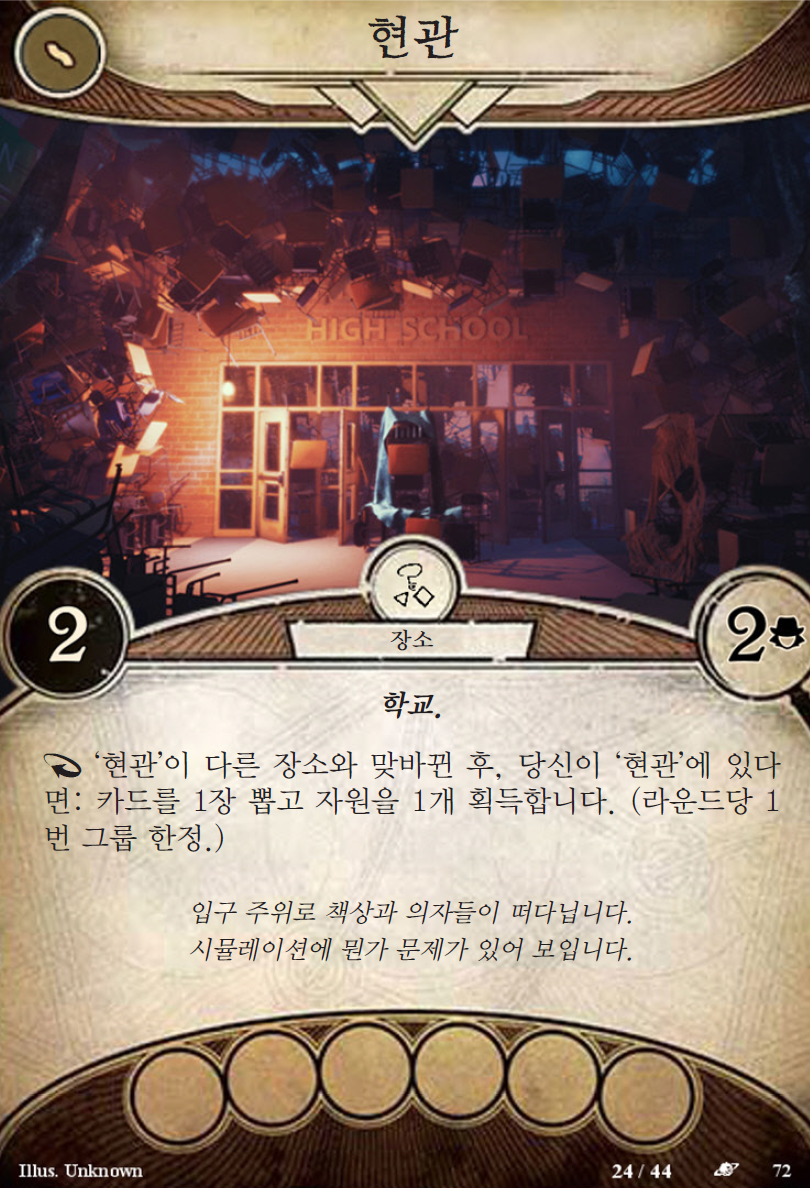 현관
HIGH SCHOOL
2
2
장소
학교.
‘현관’이 다른 장소와 맞바뀐 후, 당신이 ‘현관’에 있다
면: 카드를 1장 뽑고 자원을 1개 획득합니다. (라운드당 1
번 그룹 한정.)
입구 주위로 책상과 의자들이 떠다닙니다.
시뮬레이션에 뭔가 문제가 있어 보입니다.
Illus. Unknown
24 / 44
72